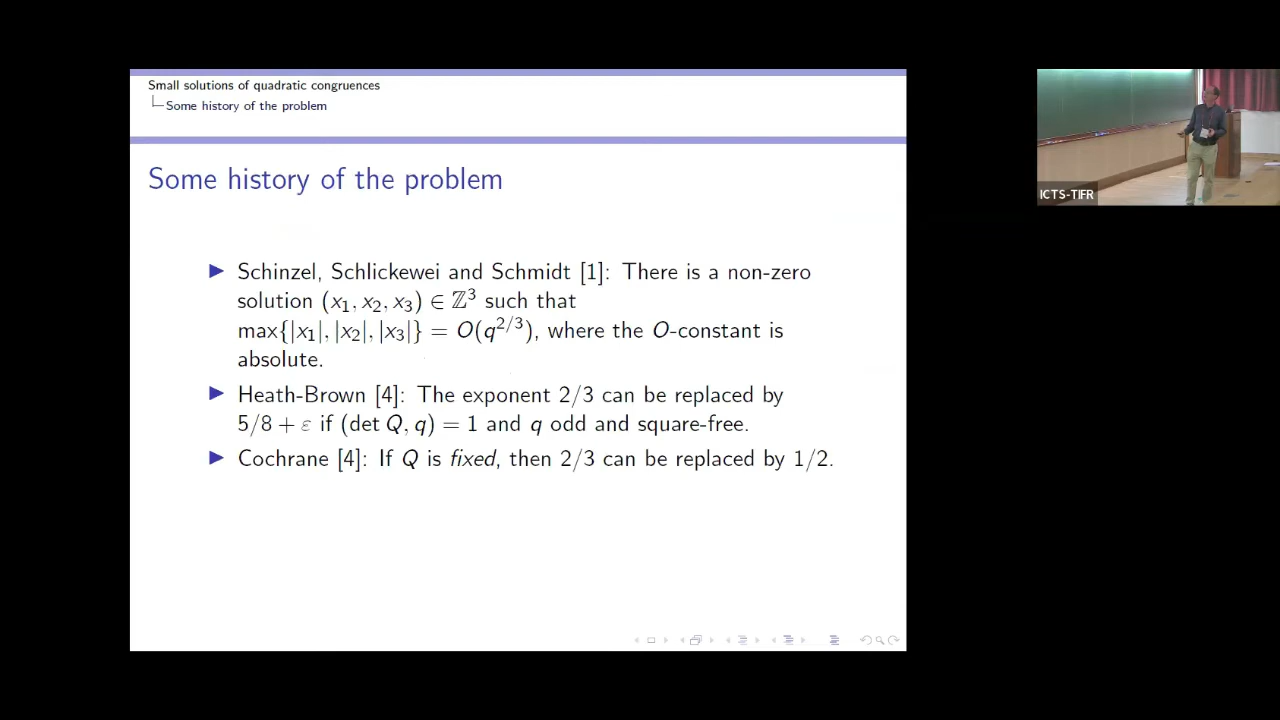 Small solutions of quadratic congruences
Some history of the problem
Some history of the problem
▶ Schinzel, Schlickewei and Schmidt [1]: There is a non-zero
solution (x₁, x₂, x₃) ∈ ℤ³ such that
max{|x₁|, |x₂|, |x₃|} = O(q^{2/3}), where the O-constant is
absolute.
▶ Heath-Brown [4]: The exponent 2/3 can be replaced by
5/8 + ε if (det Q, q) = 1 and q odd and square-free.
▶ Cochrane [4]: If Q is fixed, then 2/3 can be replaced by 1/2.
ICTS-TIFR